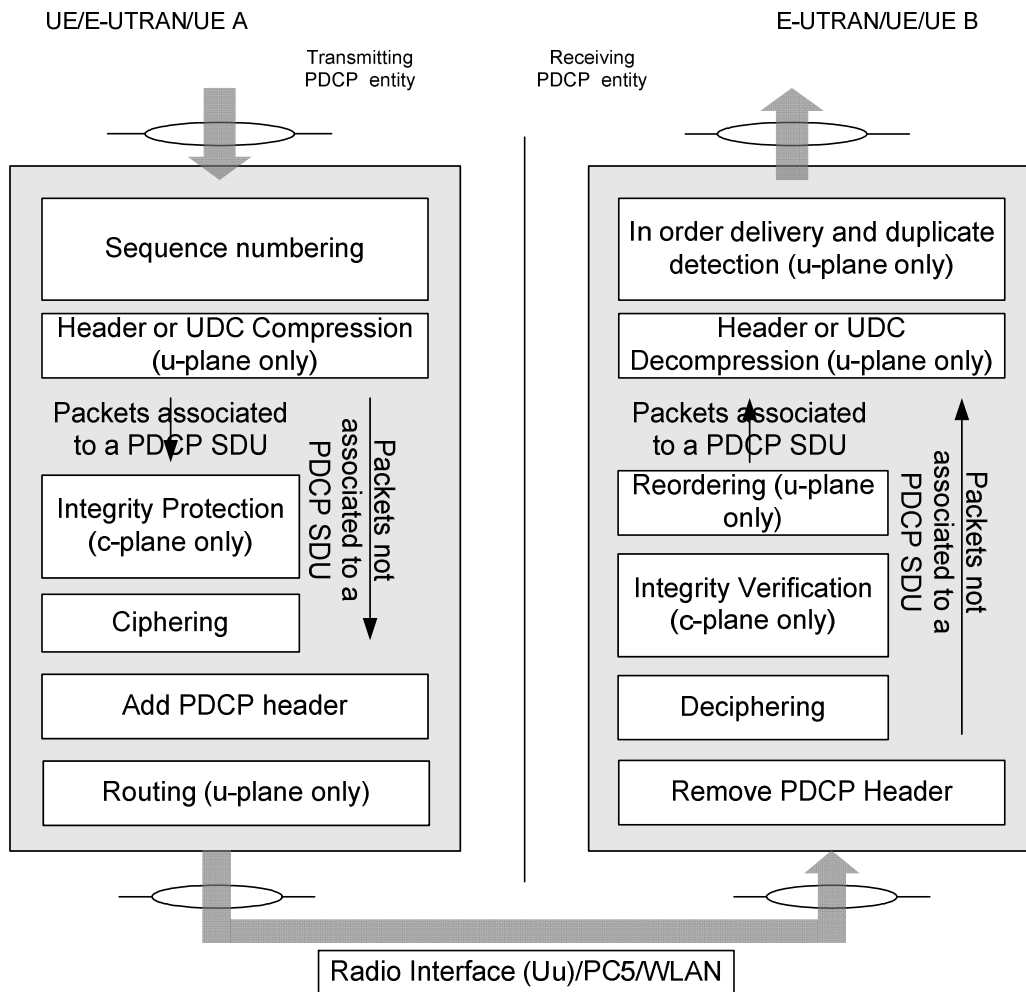 UE/E-UTRAN/UE A
E-UTRAN/UE/UE B
Transmitting
PDCP entity
Receiving
PDCP entity
Sequence numbering
Header or UDC Compression
(u-plane only)
Packets associated
to a PDCP SDU
Packets not
associated to a
PDCP SDU
Integrity Protection
(c-plane only)
Ciphering
Add PDCP header
Routing (u-plane only)
In order delivery and duplicate
detection (u-plane only)
Header or UDC
Decompression (u-plane only)
Packets associated
to a PDCP SDU
Reordering (u-plane
only)
Packets not
associated to a
PDCP SDU
Integrity Verification
(c-plane only)
Deciphering
Remove PDCP Header
Radio Interface (Uu)/PC5/WLAN